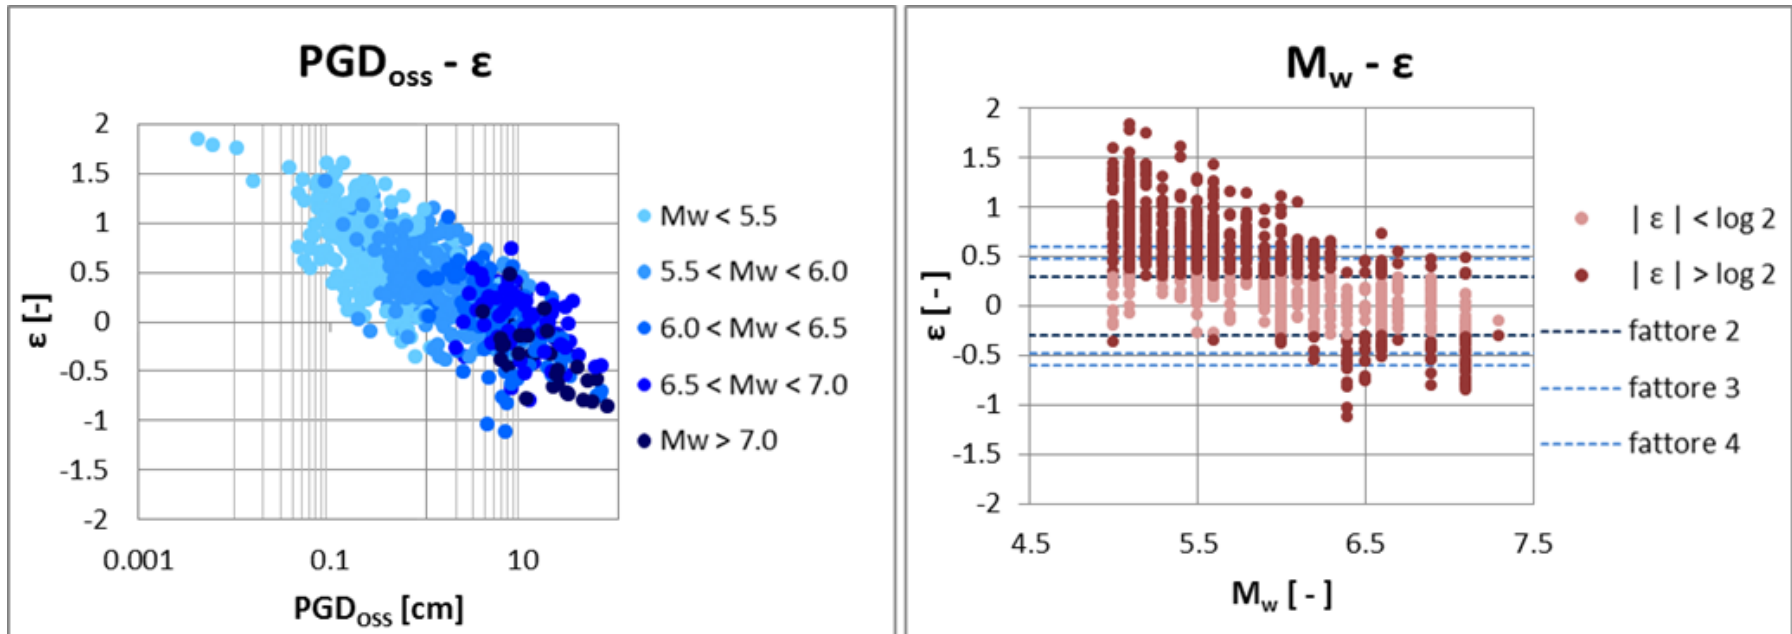 PGDoss - ε
2
1.5
1
0.5
0
-0.5
-1
-1.5
-2
ε [-]
0.001
0.1
10
PGDoss [cm]
Mw < 5.5
5.5 < Mw < 6.0
6.0 < Mw < 6.5
6.5 < Mw < 7.0
Mw > 7.0
Mw - ε
2
1.5
1
0.5
0
-0.5
-1
-1.5
-2
ε [ - ]
4.5
5.5
6.5
7.5
Mw [ - ]
| ε | < log 2
| ε | > log 2
fattore 2
fattore 3
fattore 4